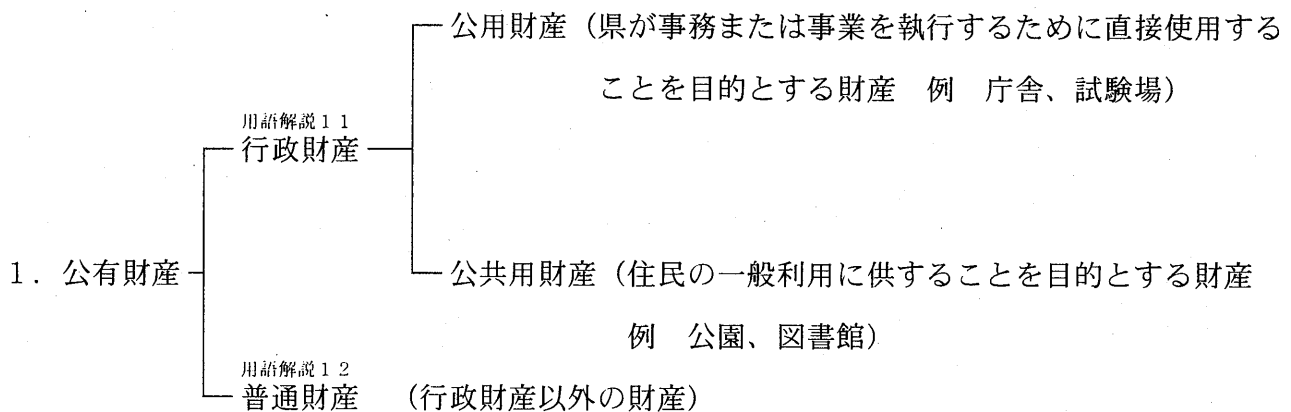 公用財産（県が事務または事業を執行するために直接使用する
ことを目的とする財産　例　庁舎、試験場）
用語解説１１
行政財産
１．公有財産
公共用財産（住民の一般利用に供することを目的とする財産
例　公園、図書館）
用語解説１２
普通財産　（行政財産以外の財産）